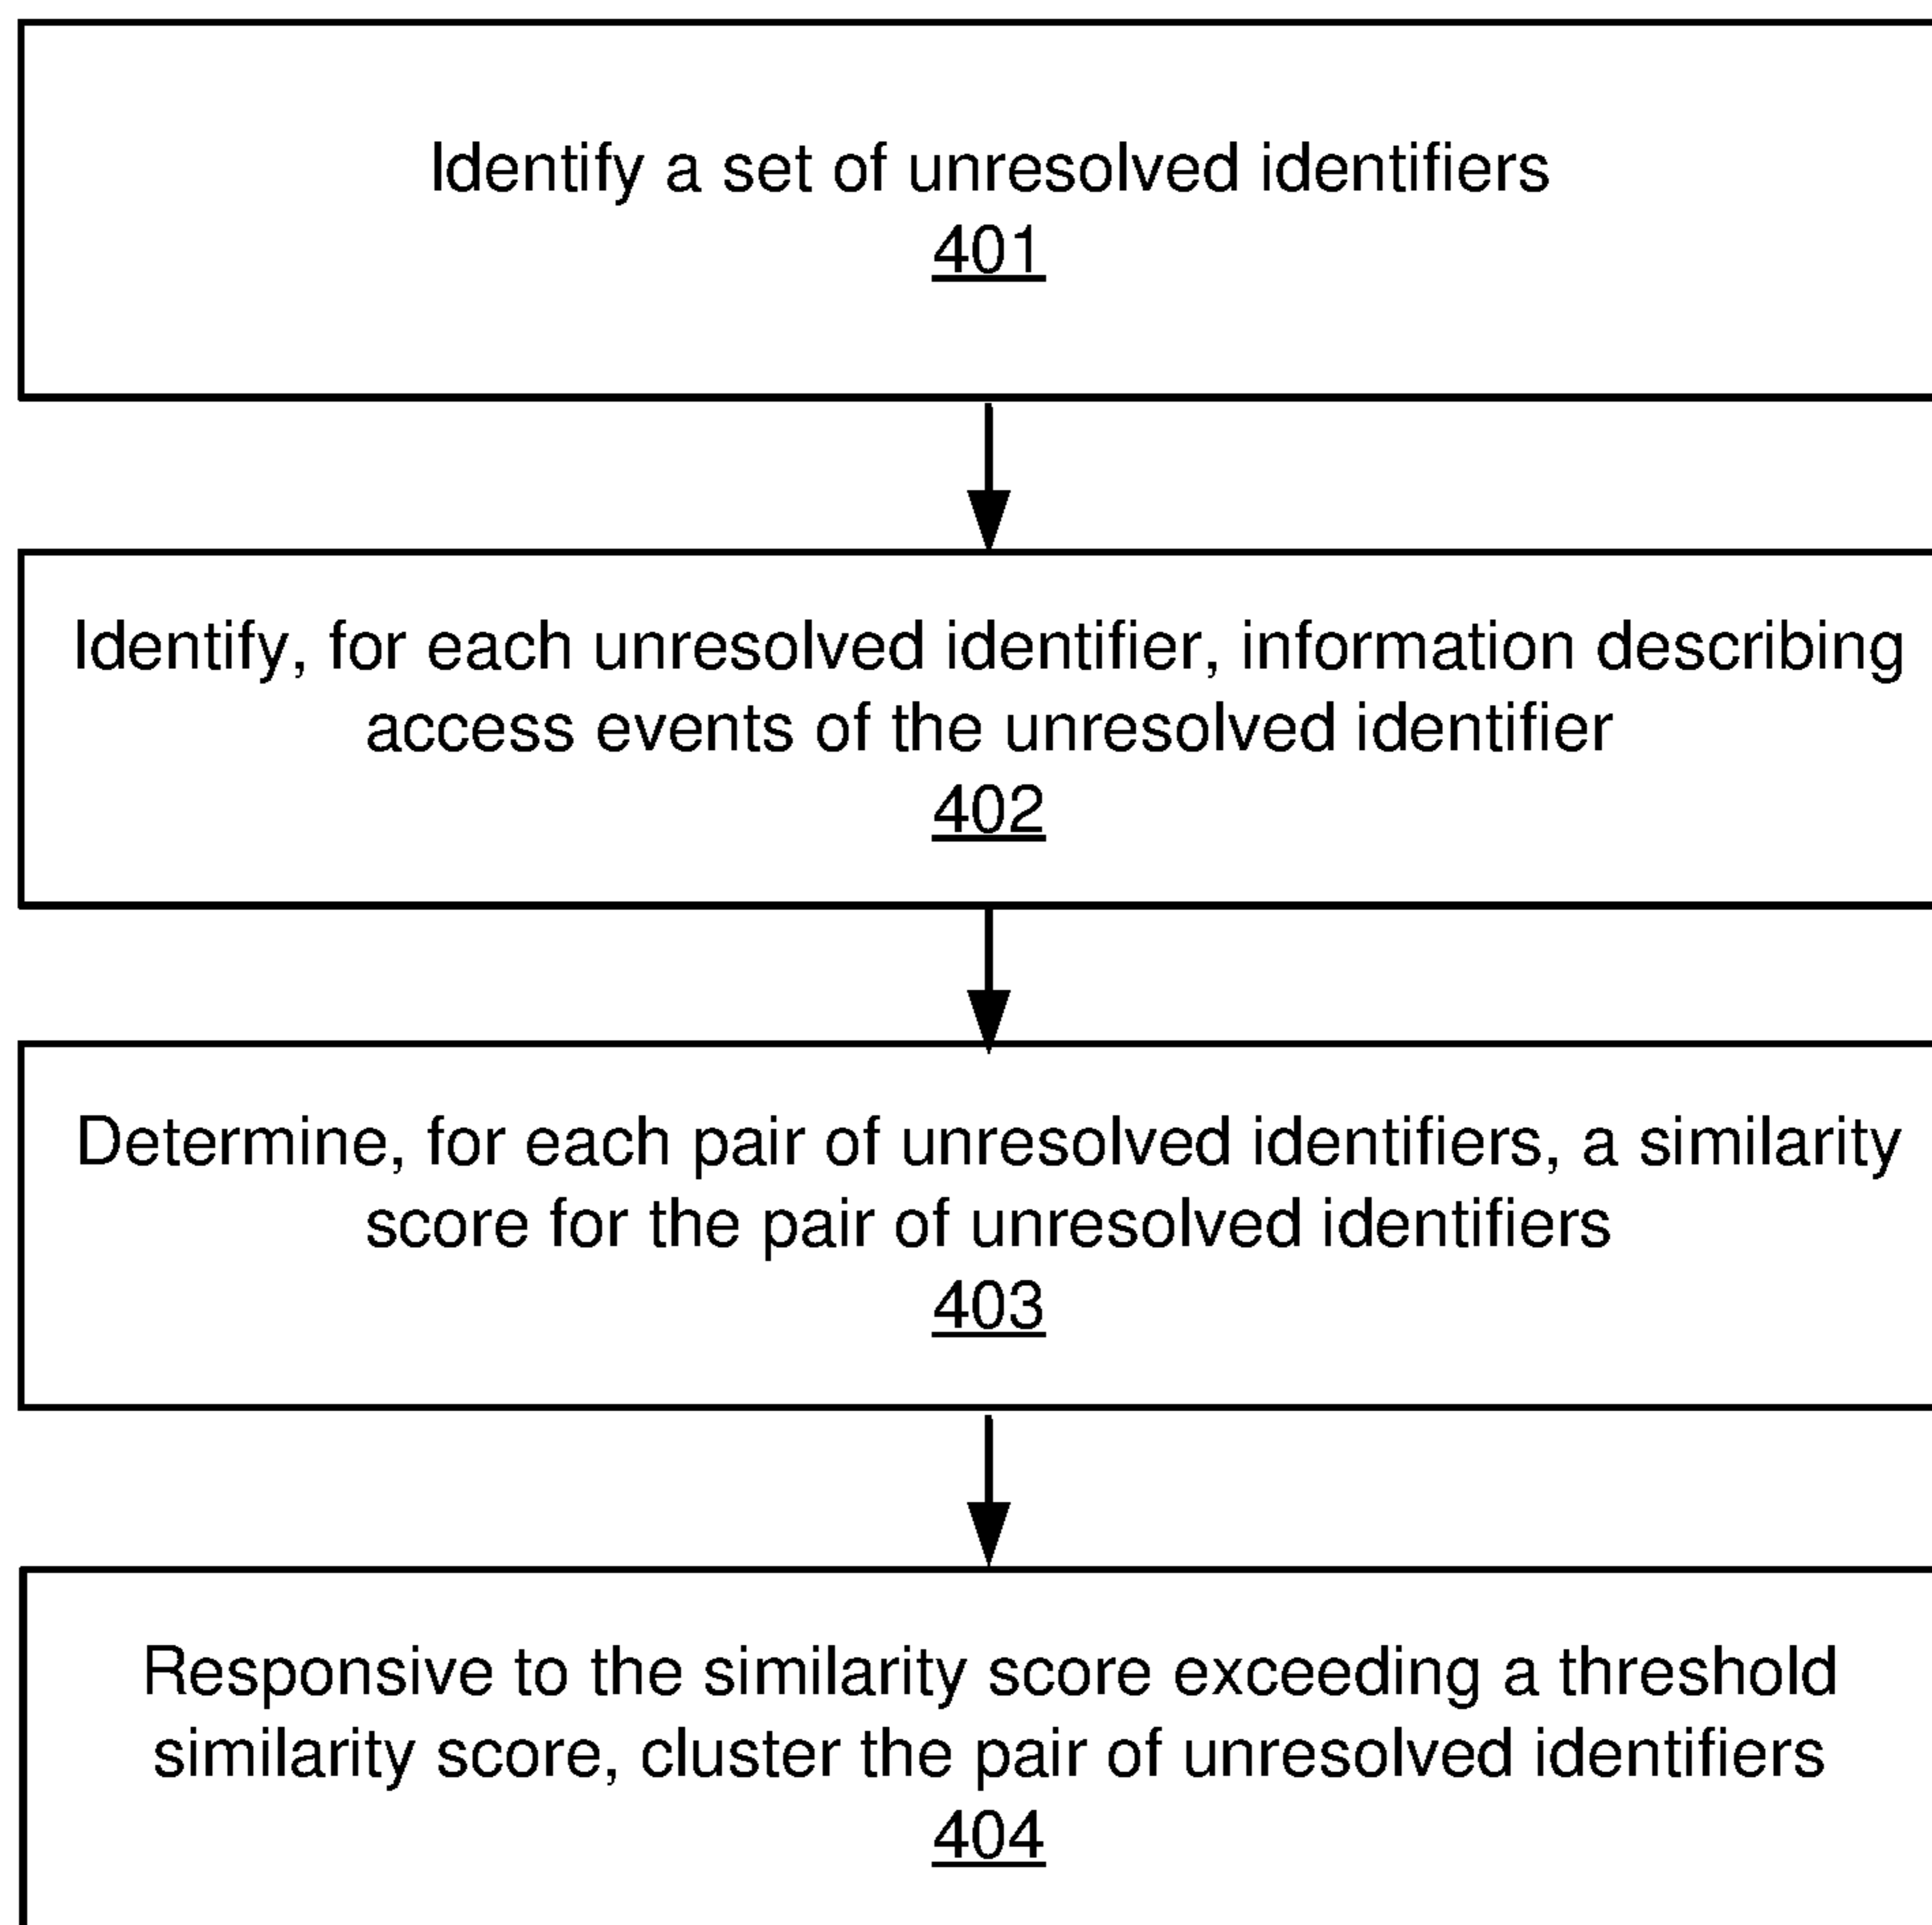 Identify a set of unresolved identifiers
401
Identify, for each unresolved identifier, information describing
access events of the unresolved identifier
402
Determine, for each pair of unresolved identifiers, a similarity
score for the pair of unresolved identifiers
403
Responsive to the similarity score exceeding a threshold
similarity score, cluster the pair of unresolved identifiers
404